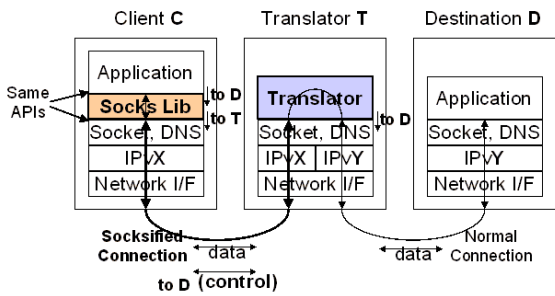 Client C
Translator T
Destination D
Application
Same APIs
Socks Lib
to D
to T
Socket, DNS
IPvX
Network I/F
Translator
to D
Socket, DNS
IPvX
IPvY
Network I/F
Application
Socket, DNS
IPvY
Network I/F
Socksified Connection
data
to D (control)
data
Normal Connection